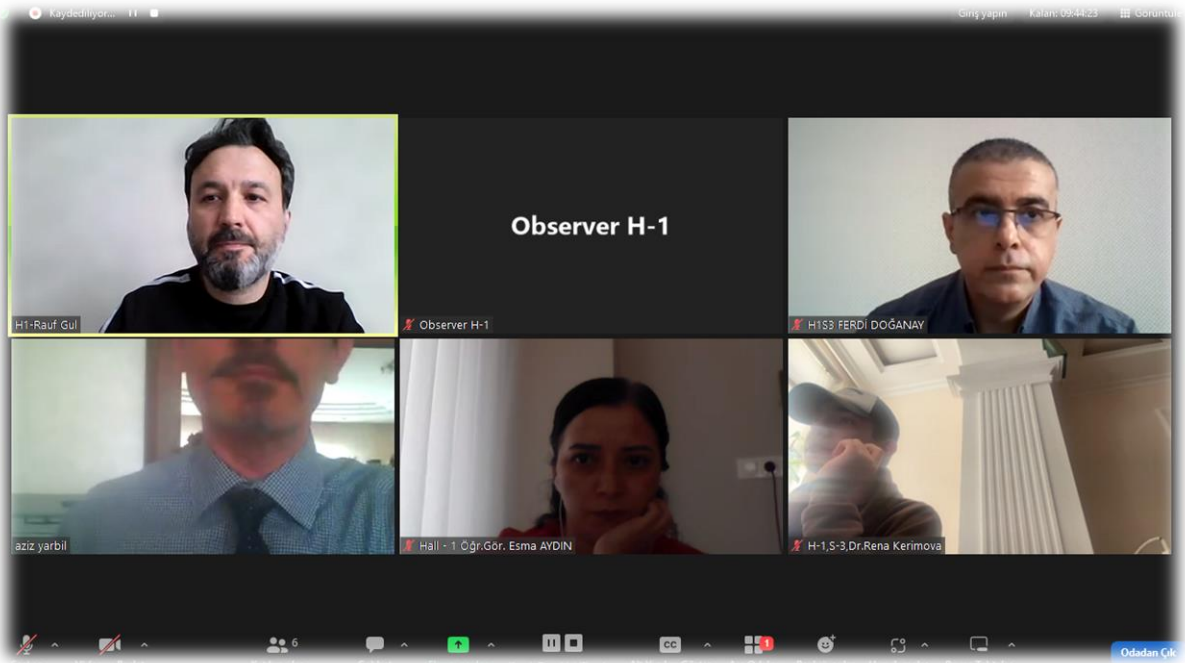 Kaydediliyor...
Giriş yapın
Kalan: 09:44:23
Görüntüle
H1-Rauf Gul
Observer H-1
Observer H-1
H1S3 FERDİ DOĞANAY
aziz yarbil
Hall - 1 Öğr.Gör. Esma AYDIN
H-1,S-3,Dr.Rena Kerimova
6
CC
1
Odadan Çık